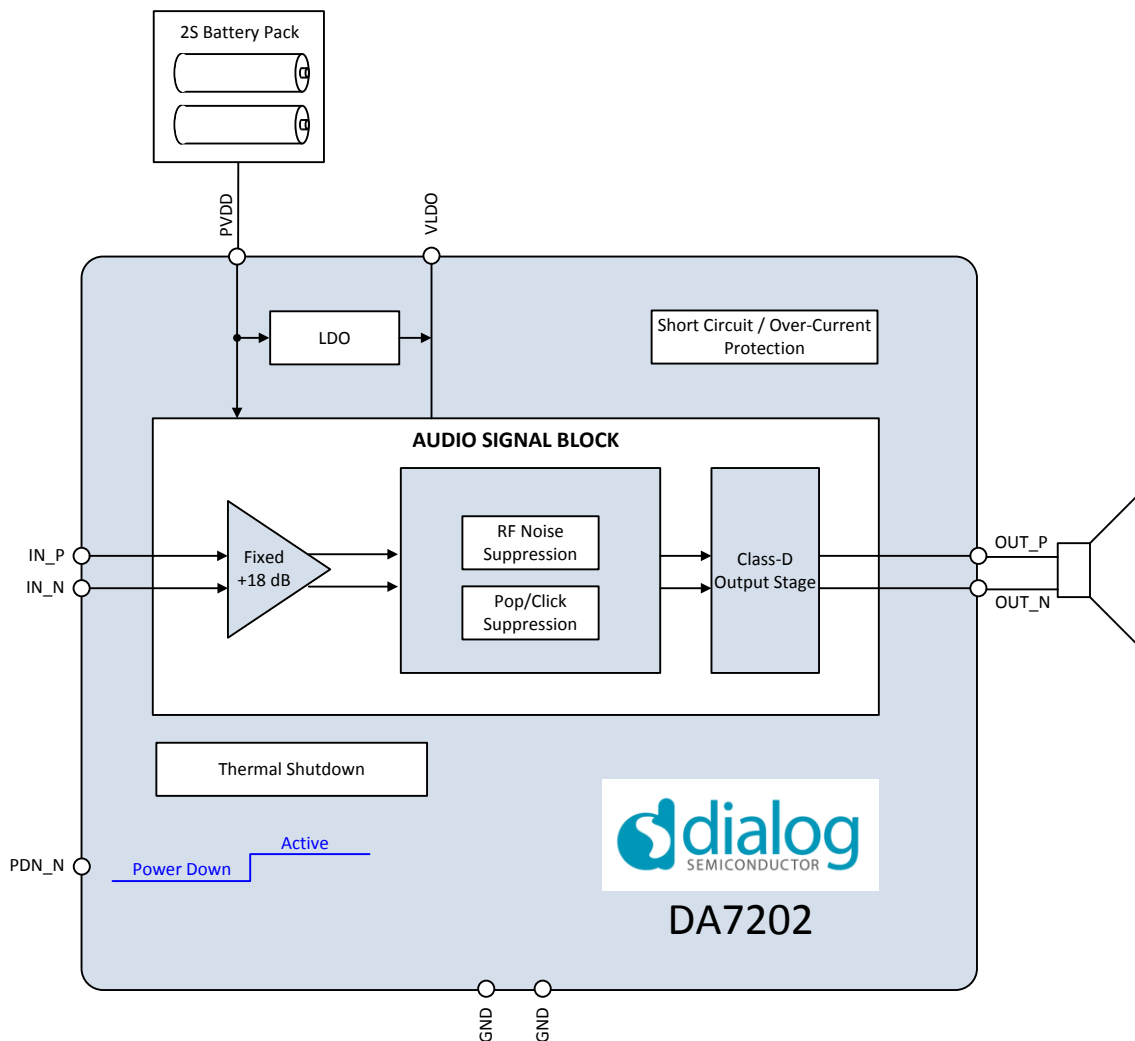 2S Battery Pack
PVDD
VLDO
LDO
Short Circuit / Over-Current
Protection
AUDIO SIGNAL BLOCK
IN_P
IN_N
Fixed
+18 dB
RF Noise
Suppression
Pop/Click
Suppression
Class-D
Output Stage
OUT_P
OUT_N
Thermal Shutdown
PDN_N
Power Down
Active
dialog
SEMICONDUCTOR
DA7202
GND
GND